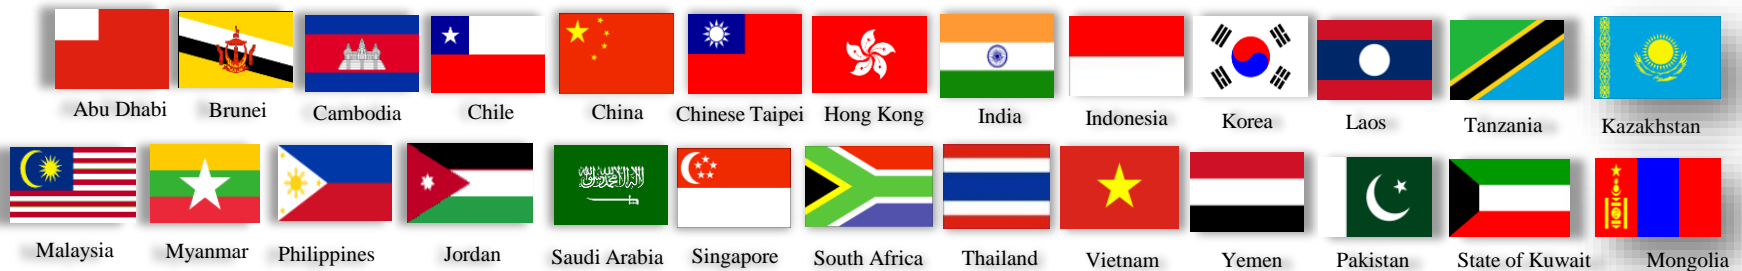 Abu Dhabi
Brunei
Cambodia
Chile
China
Chinese Taipei
Hong Kong
India
Indonesia
Korea
Laos
Tanzania
Kazakhstan
Malaysia
Myanmar
Philippines
Jordan
Saudi Arabia
Singapore
South Africa
Thailand
Vietnam
Yemen
Pakistan
State of Kuwait
Mongolia